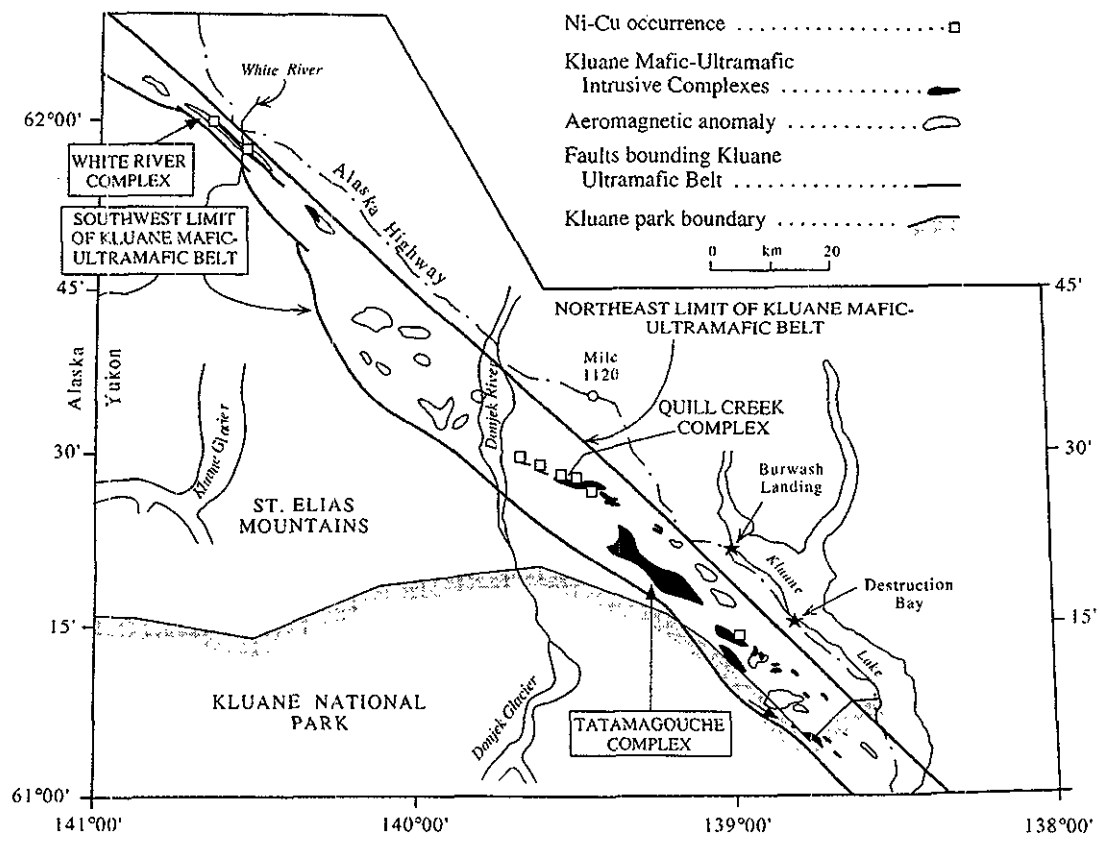 Ni-Cu occurrence
Kluane Mafic-Ultramafic
Intrusive Complexes
Aeromagnetic anomaly
Faults bounding Kluane
Ultramafic Belt
Kluane park boundary
0 km 20
White River
62°00'
WHITE RIVER
COMPLEX
SOUTHWEST LIMIT
OF KLUANE MAFIC-
ULTRAMAFIC BELT
Alaska Highway
45'
45'
NORTHEAST LIMIT OF KLUANE MAFIC-
ULTRAMAFIC BELT
Alaska
Yukon
Mile
1120
Donjek River
QUILL CREEK
COMPLEX
30'
30'
Kluane Glacier
Burwash
Landing
ST. ELIAS
MOUNTAINS
Kluane
Lake
Destruction
Bay
15'
15'
KLUANE NATIONAL
PARK
Donjek Glacier
TATAMAGOUCHE
COMPLEX
61°00'
141°00'
140°00'
139°00'
138°00'